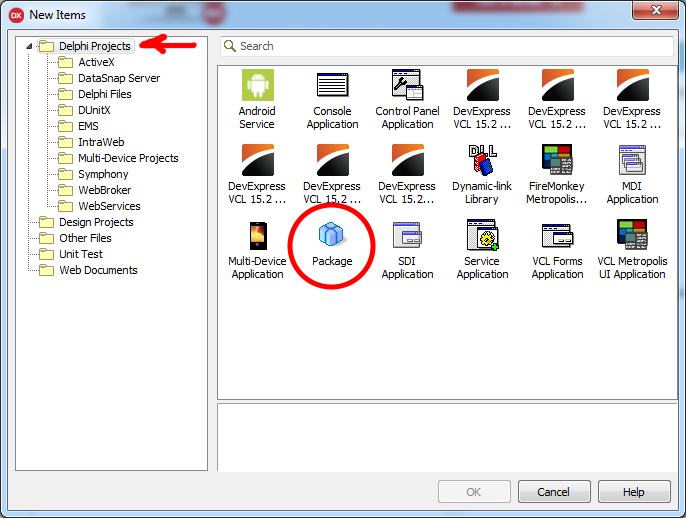 DX New Items
Delphi Projects
ActiveX
DataSnap Server
Delphi Files
DUnitX
EMS
IntraWeb
Multi-Device Projects
Symphony
WebBroker
WebServices
Design Projects
Other Files
Unit Test
Web Documents
Search
Android
Service
Console
Application
Control Panel
Application
DevExpress
VCL 15.2 ...
DevExpress
VCL 15.2 ...
DevExpress
VCL 15.2 ...
DevExpress
VCL 15.2 ...
DevExpress
VCL 15.2 ...
DevExpress
VCL 15.2...
DLL
Dynamic-link
Library
FireMonkey
Metropolis...
MDI
Application
Multi-Device
Application
Package
SDI
Application
Service
Application
VCL Forms
Application
VCL Metropolis
UI Application
OK
Cancel
Help